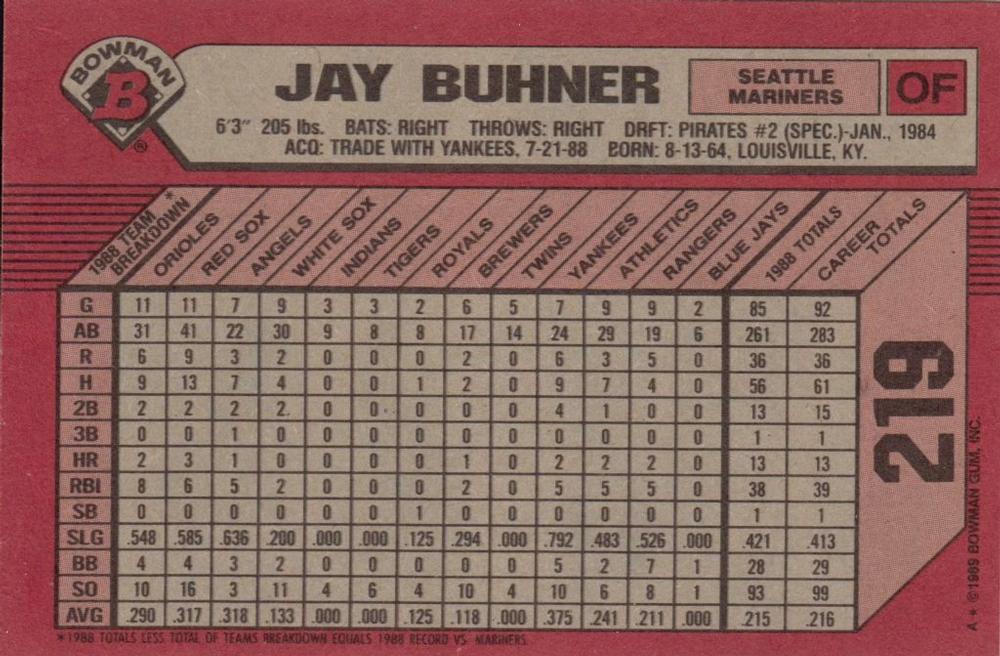 BOWMAN
B
®
JAY BUHNER
SEATTLE
MARINERS
OF
6'3" 205 lbs. BATS: RIGHT THROWS: RIGHT DRFT: PIRATES #2 (SPEC.)-JAN., 1984
ACQ: TRADE WITH YANKEES, 7-21-88 BORN: 8-13-64, LOUISVILLE, KY.
1988 TEAM * BREAKDOWN ORIOLES RED SOX ANGELS WHITE SOX INDIANS TIGERS ROYALS BREWERS TWINS YANKEES ATHLETICS RANGERS BLUE JAYS 1988 TOTALS CAREER TOTALS
G 11 11 7 9 3 3 2 6 5 7 9 9 2 85 92
AB 31 41 22 30 9 8 8 17 14 24 29 19 6 261 283
R 6 9 3 2 0 0 0 2 0 6 3 5 0 36 36
H 9 13 7 4 0 0 1 2 0 9 7 4 0 56 61
2B 2 2 2 2 0 0 0 0 0 4 1 0 0 13 15
3B 0 0 1 0 0 0 0 0 0 0 0 0 0 1 1
HR 2 3 1 0 0 0 0 1 0 2 2 2 0 13 13
RBI 8 6 5 2 0 0 0 2 0 5 5 5 0 38 39
SB 0 0 0 0 0 0 1 0 0 0 0 0 0 1 1
SLG .548 .585 .636 .200 .000 .000 .125 .294 .000 .792 .483 .526 .000 .421 .413
BB 4 4 3 2 0 0 0 0 0 5 2 7 1 28 29
SO 10 16 3 11 4 6 4 10 4 10 6 8 1 93 99
AVG .290 .317 .318 .133 .000 .000 .125 .118 .000 .375 .241 .211 .000 .215 .216
219
*1988 TOTALS LESS TOTAL OF TEAMS BREAKDOWN EQUALS 1988 RECORD VS. MARINERS.
A* ©1989 BOWMAN GUM, INC.